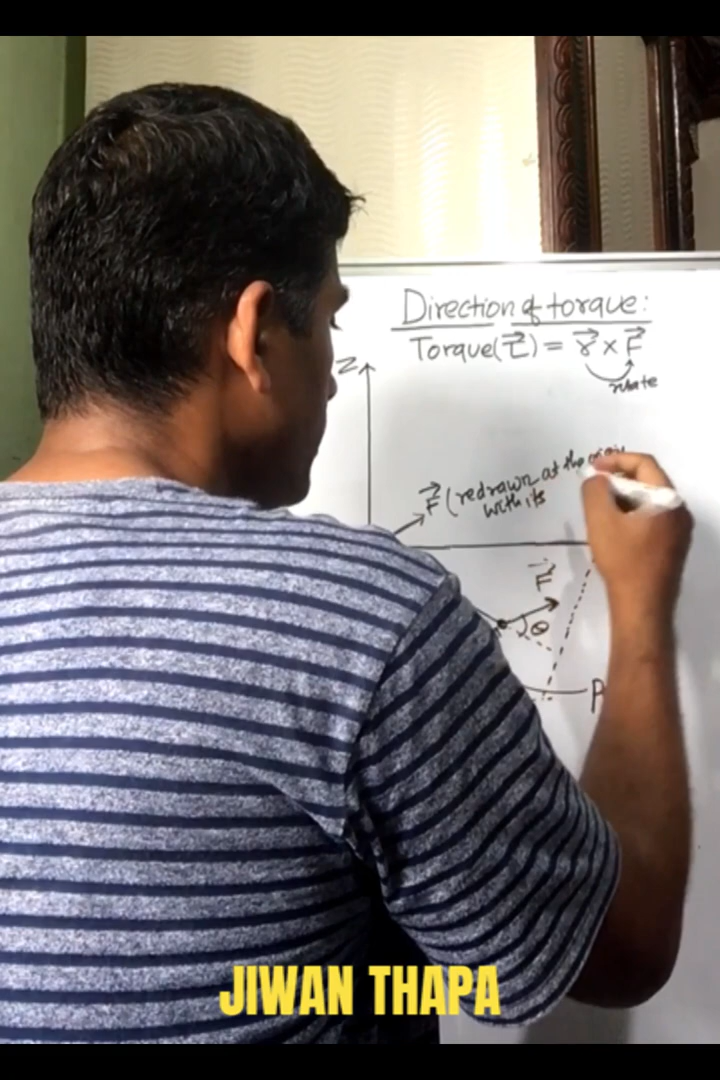 Direction of torque:
Torque(τ⃗) = r⃗ × F⃗
rotate
Z
F⃗ (redrawn at the origin
with its
F⃗
θ
P
JIWAN THAPA